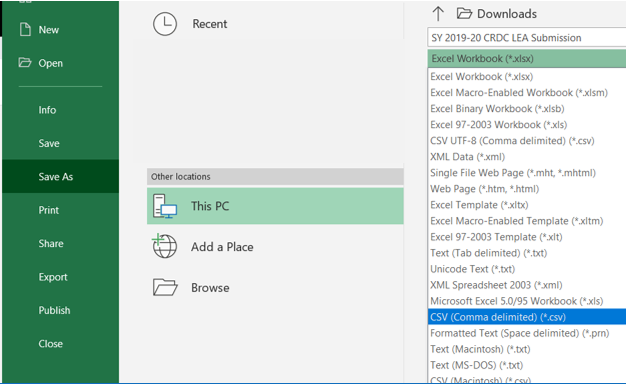 New
Open
Info
Save
Save As
Print
Share
Export
Publish
Close
Recent
Other locations
This PC
Add a Place
Browse
Downloads
SY 2019-20 CRDC LEA Submission
Excel Workbook (*.xlsx)
Excel Workbook (*.xlsx)
Excel Macro-Enabled Workbook (*.xlsm)
Excel Binary Workbook (*.xlsb)
Excel 97-2003 Workbook (*.xls)
CSV UTF-8 (Comma delimited) (*.csv)
XML Data (*.xml)
Single File Web Page (*.mht, *.mhtml)
Web Page (*.htm, *.html)
Excel Template (*.xltx)
Excel Macro-Enabled Template (*.xltm)
Excel 97-2003 Template (*.xlt)
Text (Tab delimited) (*.txt)
Unicode Text (*.txt)
XML Spreadsheet 2003 (*.xml)
Microsoft Excel 5.0/95 Workbook (*.xls)
CSV (Comma delimited) (*.csv)
Formatted Text (Space delimited) (*.prn)
Text (Macintosh) (*.txt)
Text (MS-DOS) (*.txt)
CSV (Macintosh) (*.csv)